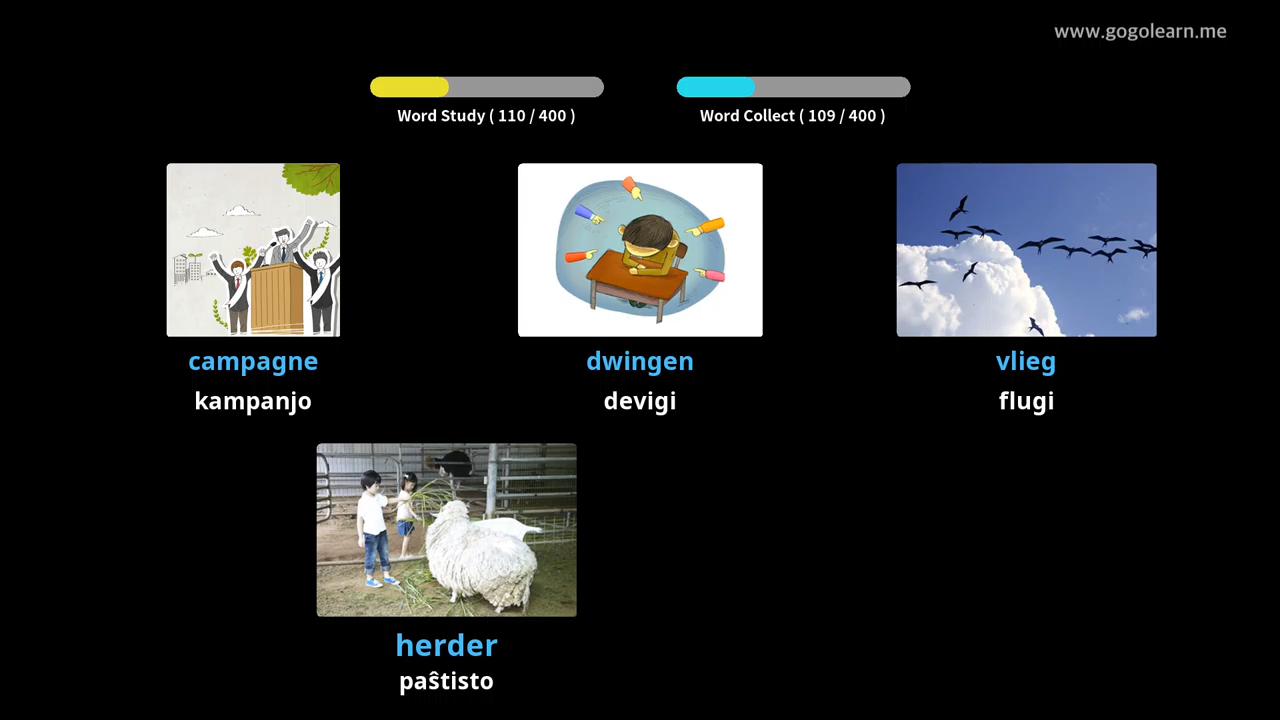 www.gogolearn.me
Word Study ( 110 / 400 )
Word Collect ( 109 / 400 )
campagne
kampanjo
dwingen
devigi
vlieg
flugi
herder
paŝtisto